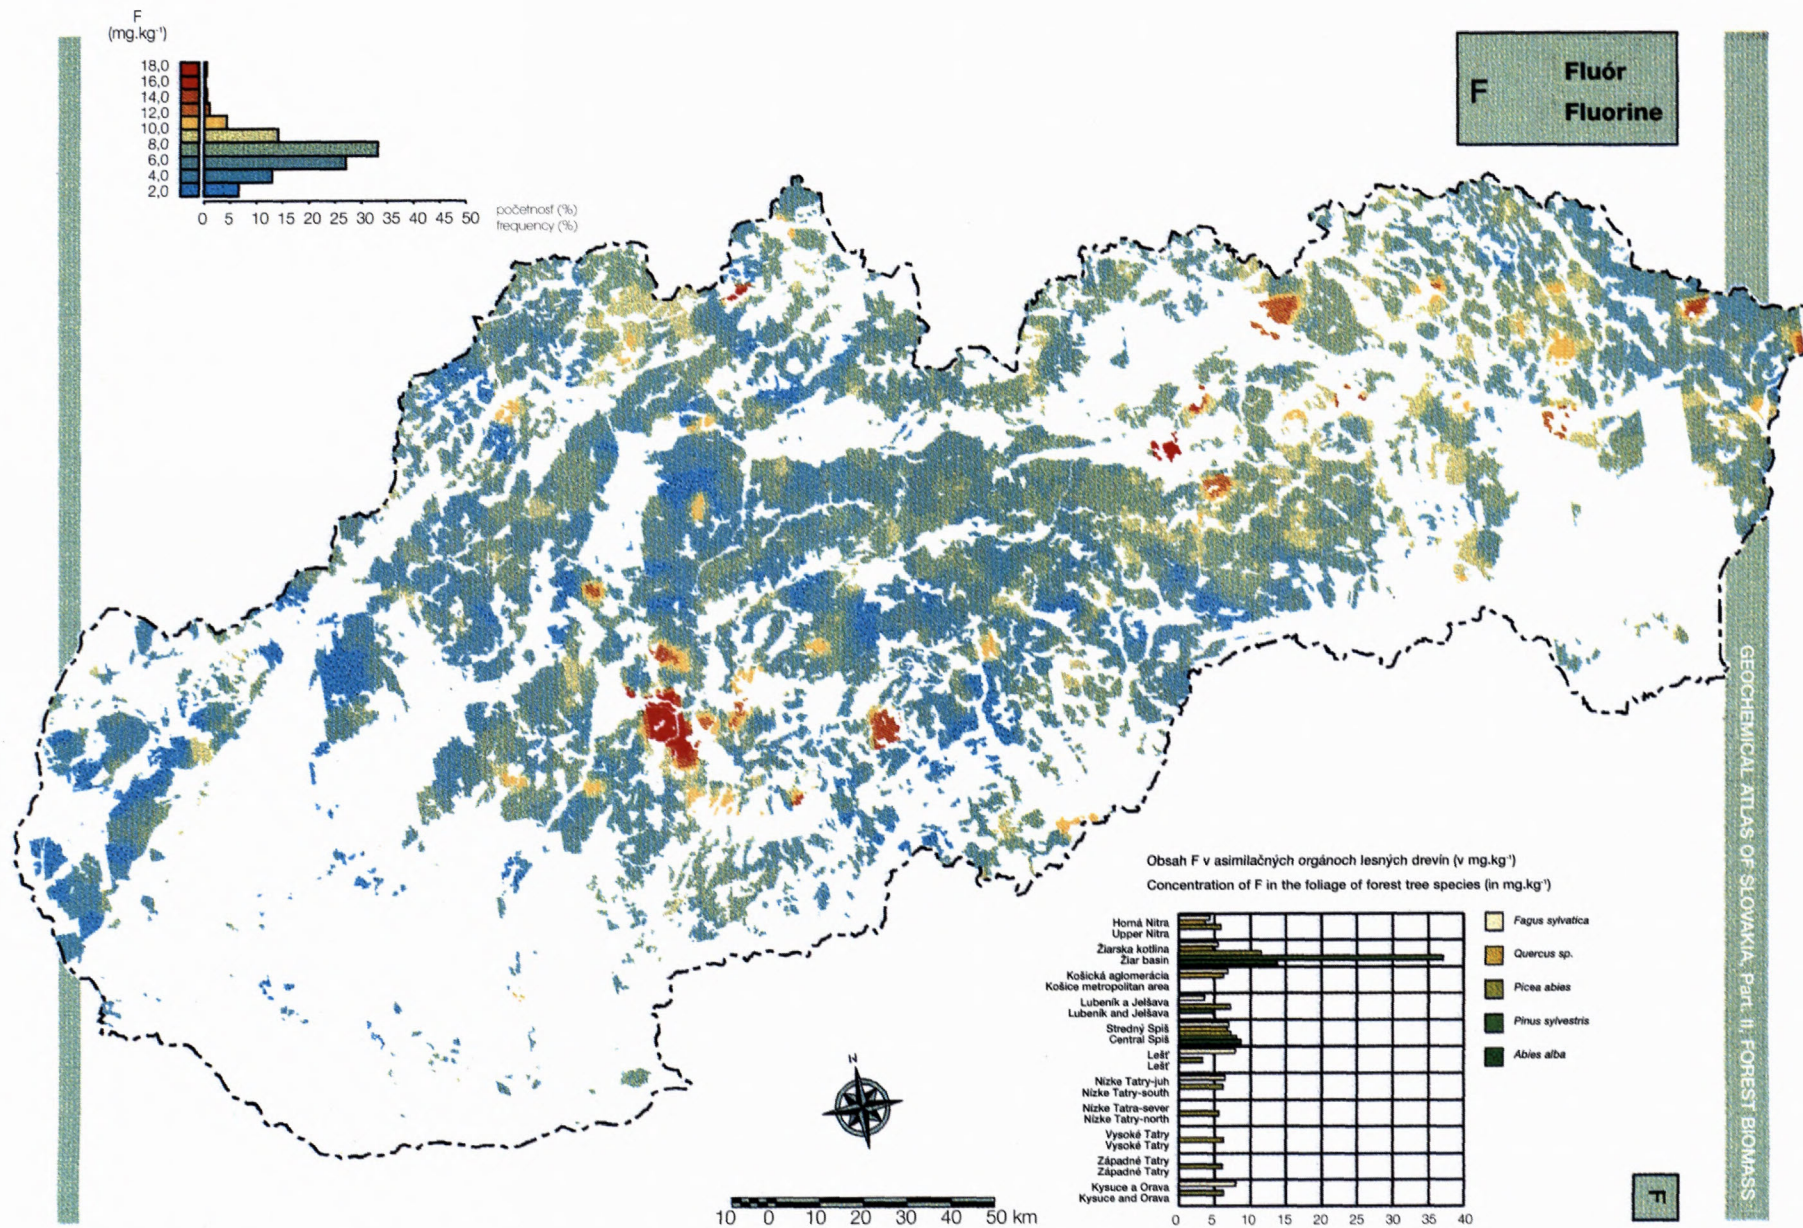 F
(mg.kg⁻¹)
18,0
16,0
14,0
12,0
10,0
8,0
6,0
4,0
2,0
0 5 10 15 20 25 30 35 40 45 50
početnosť (%)
frequency (%)
F
Fluór
Fluorine
GEOCHEMICAL ATLAS OF SLOVAKIA, Part. II; FOREST BIOMASS
Obsah F v asimilačných orgánoch lesných drevín (v mg.kg⁻¹)
Concentration of F in the foliage of forest tree species (in mg.kg⁻¹)
Horná Nitra
Upper Nitra
Žiarska kotlina
Žiar basin
Košická aglomerácia
Košice metropolitan area
Lubeník a Jelšava
Lubeník and Jelšava
Stredný Spiš
Central Spiš
Lešť
Lešť
Nízke Tatry-juh
Nízke Tatry-south
Nízke Tatra-sever
Nízke Tatry-north
Vysoké Tatry
Vysoké Tatry
Západné Tatry
Západné Tatry
Kysuce a Orava
Kysuce and Orava
0 5 10 15 20 25 30 35 40
Fagus sylvatica
Quercus sp.
Picea abies
Pinus sylvestris
Abies alba
N
10 0 10 20 30 40 50 km
F